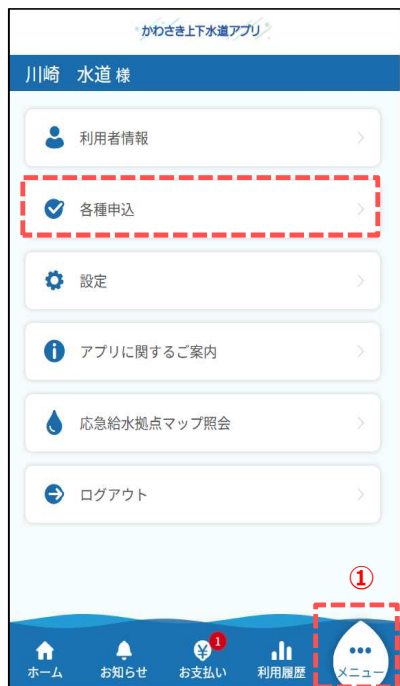 かわさき上下水道アプリ
川崎　水道 様
利用者情報
各種申込
設定
アプリに関するご案内
応急給水拠点マップ照会
ログアウト
①
1
ホーム
お知らせ
お支払い
利用履歴
メニュー